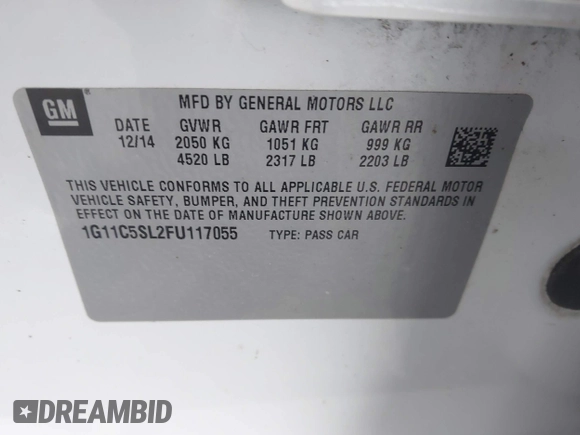 GM
MFD BY GENERAL MOTORS LLC
DATE GVWR GAWR FRT GAWR RR
12/14 2050 KG 1051 KG 999 KG
4520 LB 2317 LB 2203 LB
THIS VEHICLE CONFORMS TO ALL APPLICABLE U.S. FEDERAL MOTOR
VEHICLE SAFETY, BUMPER, AND THEFT PREVENTION STANDARDS IN
EFFECT ON THE DATE OF MANUFACTURE SHOWN ABOVE.
1G11C5SL2FU117055 TYPE: PASS CAR
DREAMBID